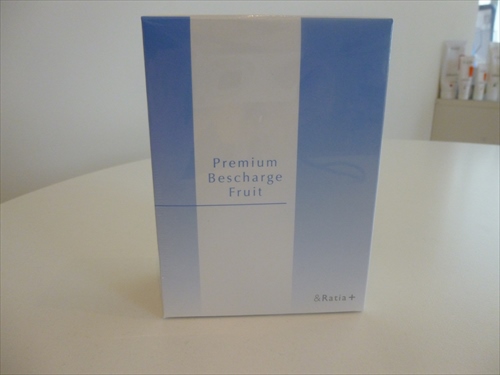 Premium
Bescharge
Fruit
&Ratia+